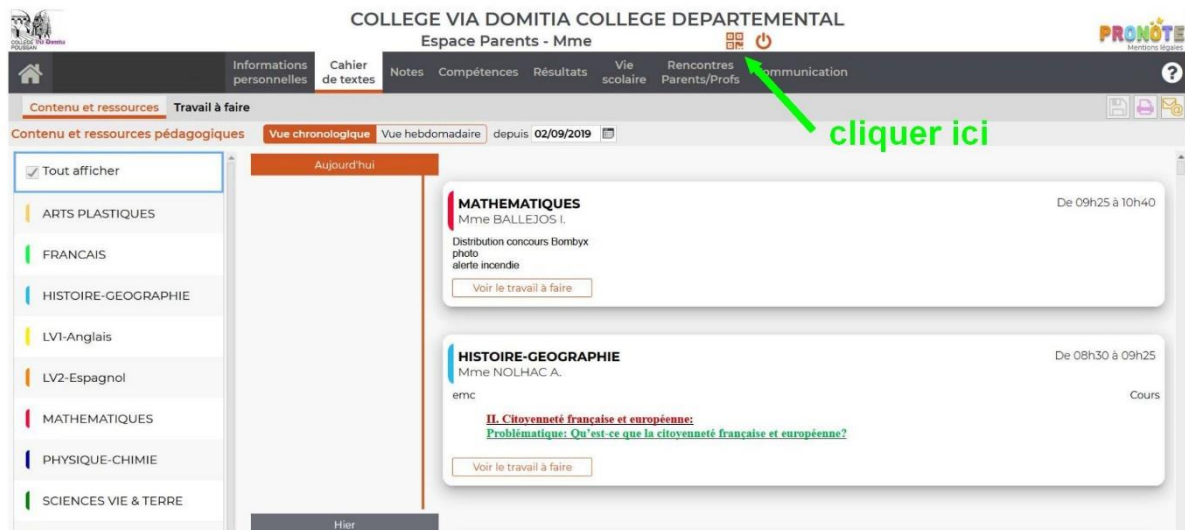 COLLEGE VIA DOMITIA COLLEGE DEPARTEMENTAL
Espace Parents - Mme
PRONOTE
Mentions légales
COLLEGE Via Domitia
POUSSAN
Informations personnelles
Cahier de textes
Notes
Compétences
Résultats
Vie scolaire
Rencontres Parents/Profs
ommunication
?
Contenu et ressources
Travail à faire
Contenu et ressources pédagogiques
Vue chronologique
Vue hebdomadaire
depuis 02/09/2019
cliquer ici
Tout afficher
ARTS PLASTIQUES
FRANCAIS
HISTOIRE-GEOGRAPHIE
LV1-Anglais
LV2-Espagnol
MATHEMATIQUES
PHYSIQUE-CHIMIE
SCIENCES VIE & TERRE
Aujourd'hui
MATHEMATIQUES
De 09h25 à 10h40
Mme BALLEJOS I.
Distribution concours Bombyx
photo
alerte incendie
Voir le travail à faire
HISTOIRE-GEOGRAPHIE
De 08h30 à 09h25
Mme NOLHAC A.
emc
Cours
II. Citoyenneté française et européenne:
Problématique: Qu'est-ce que la citoyenneté française et européenne?
Voir le travail à faire
Hier